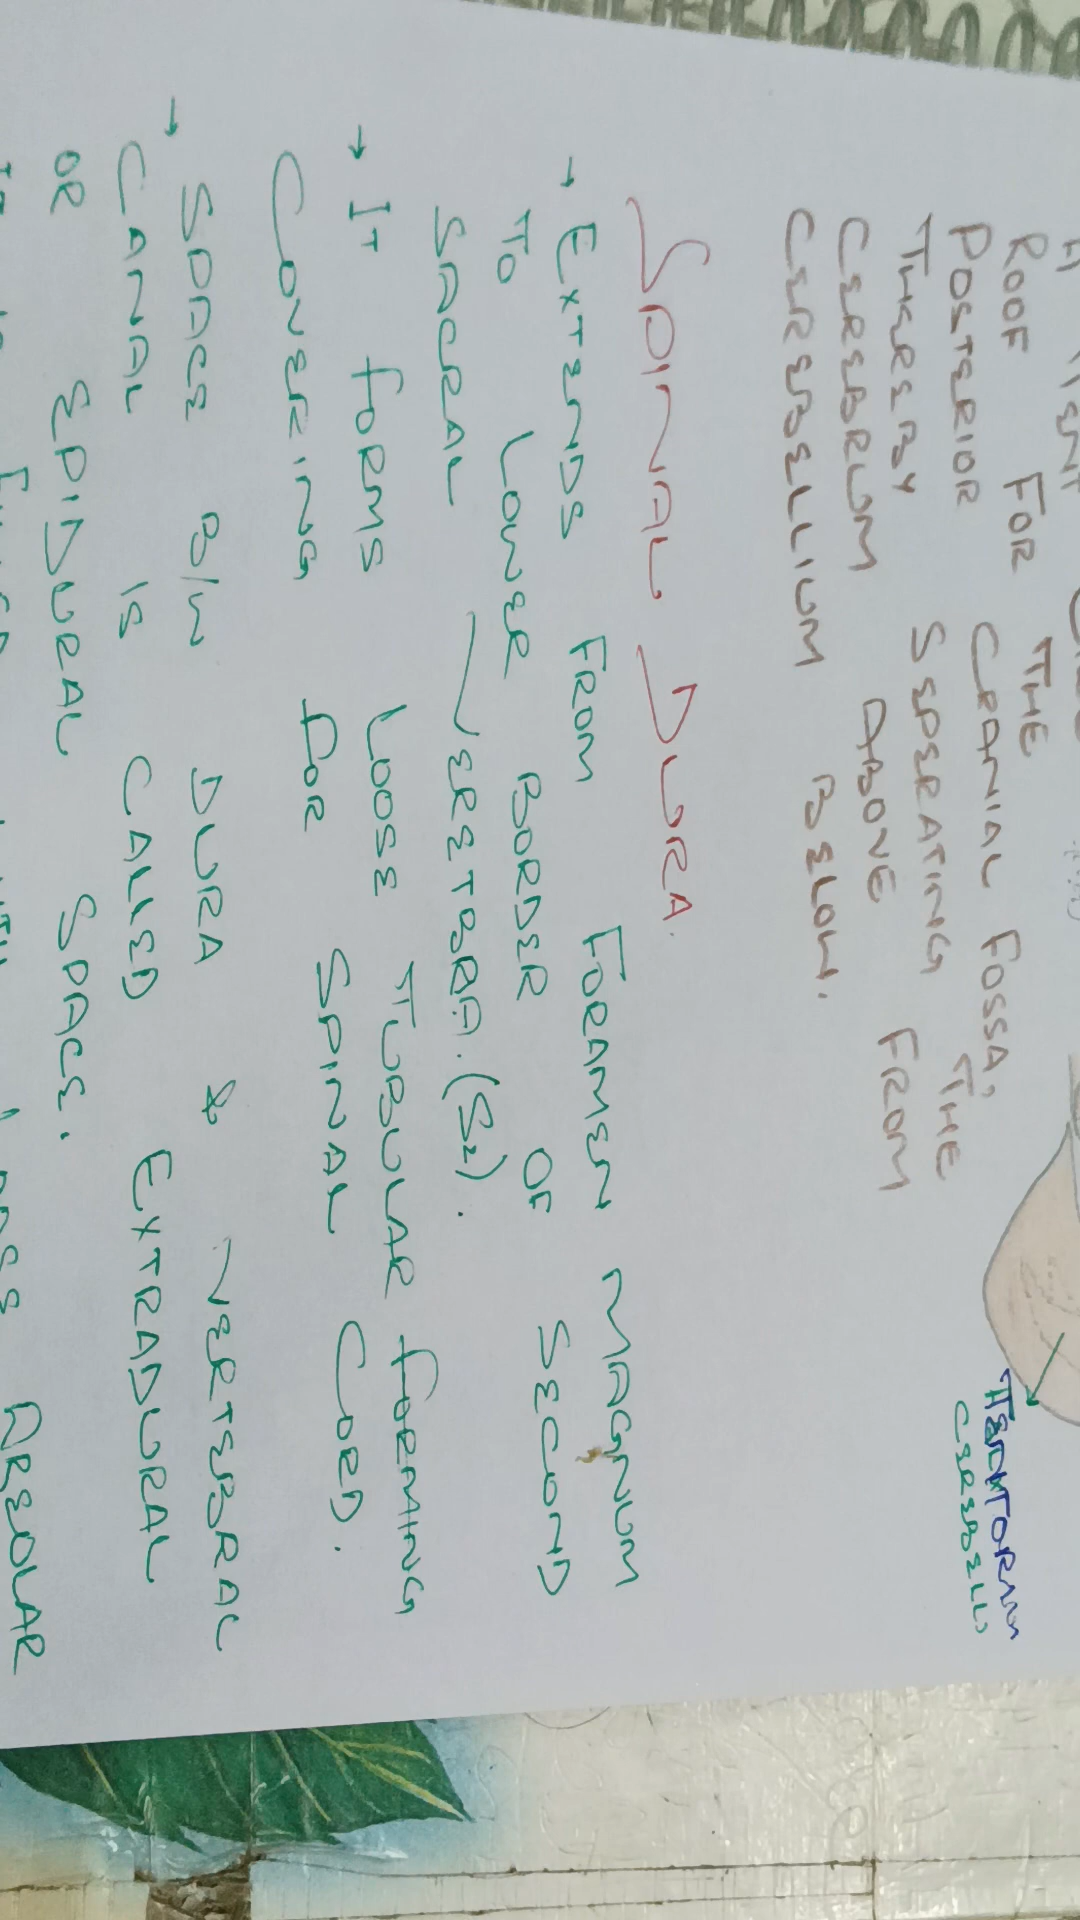 A
ROOF FOR THE
POSTERIOR CRANIAL FOSSA,
THEREBY SEPERATING THE
CEREBRUM ABOVE FROM
CEREBELLIUM BELOW.
CEREBELLI
SPINAL DURA.
→ EXTENDS FROM FORAMEN MAGNUM
TO LOWER BORDER OF SECOND
SACRAL VERETBRA. (S2).
→ IT FORMS LOOSE TUBULAR FORMING
COVERING FOR SPINAL CORD.
→ SPACE B/W DURA & VERTEBRAL
CANAL IS CALLED EXTRADURAL
OR EPIDURAL SPACE.
LOOSE AREOLAR